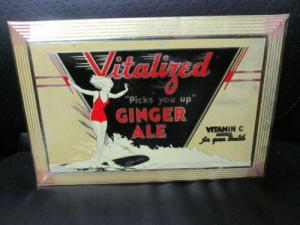 Vitalized
"Picks you up"
GINGER
ALE
VITAMIN C
ADDED
for your health